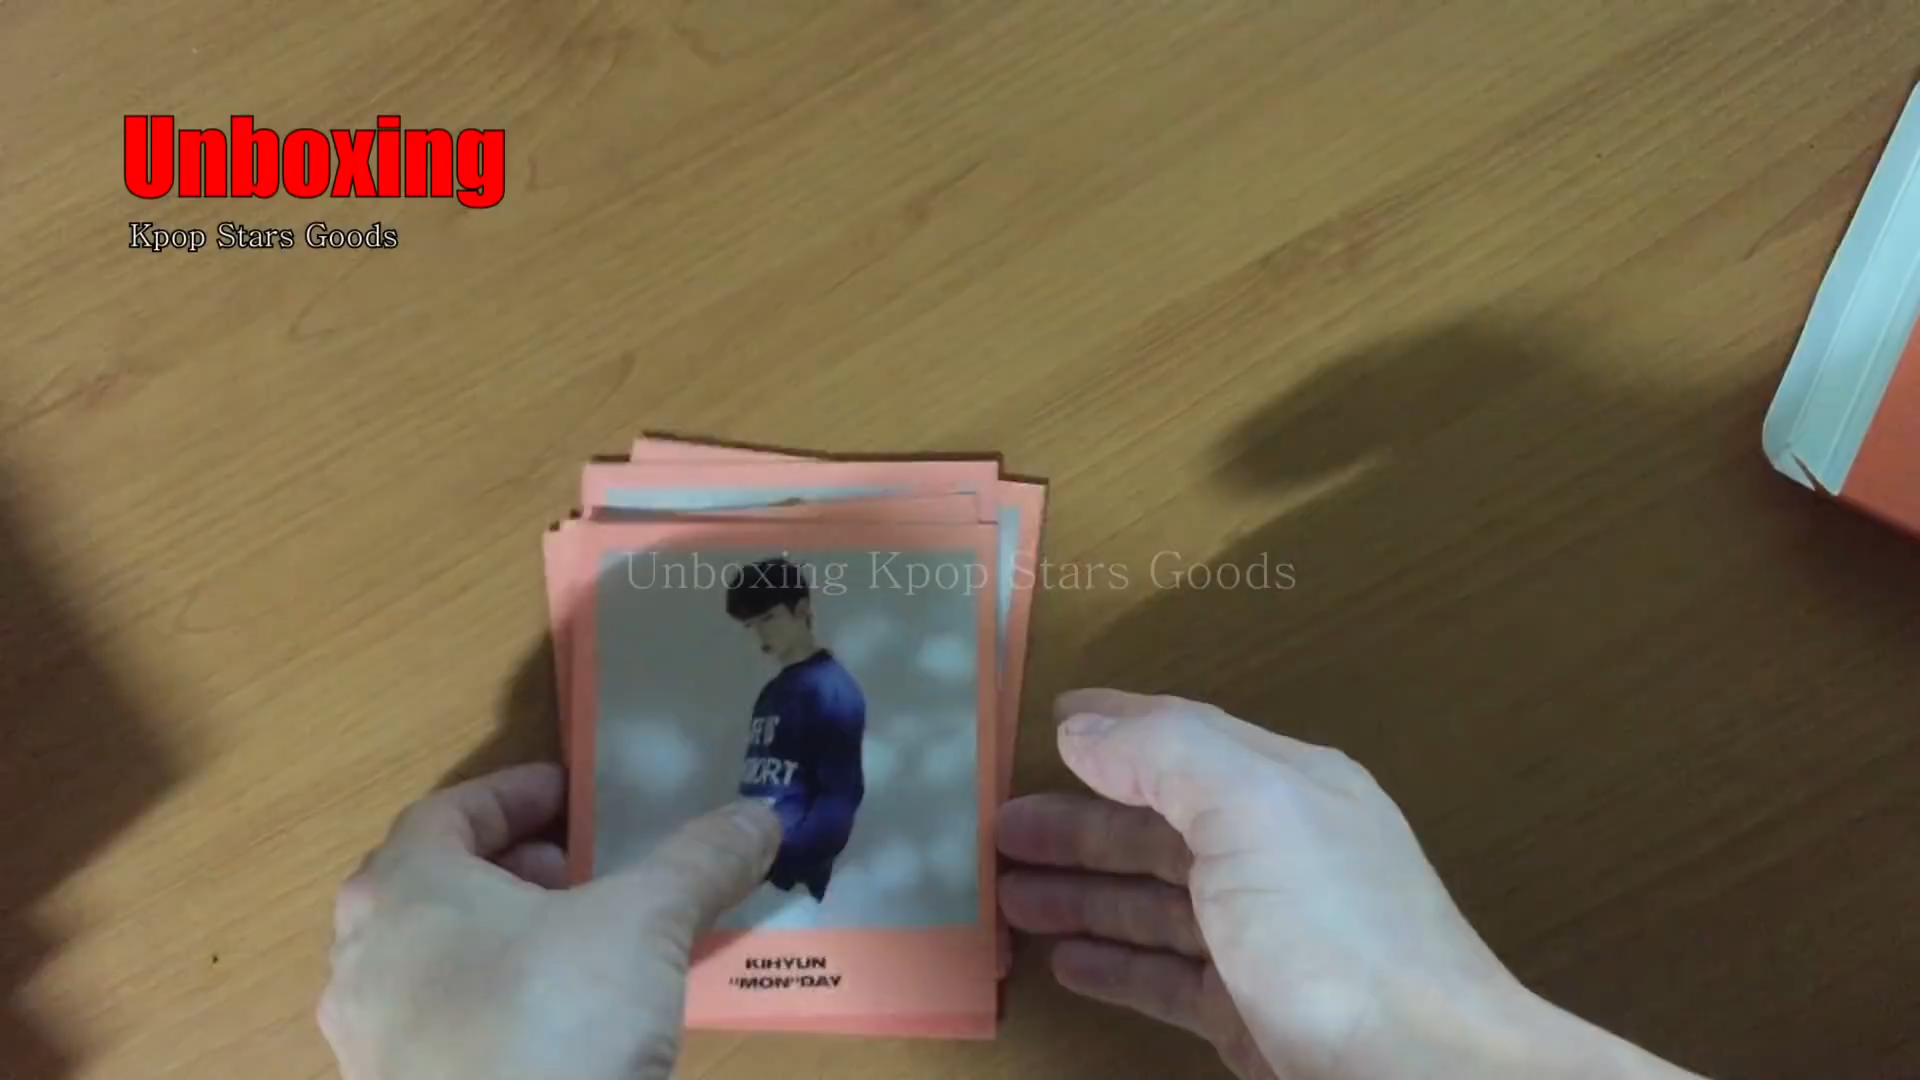 Unboxing
Kpop Stars Goods
Unboxing Kpop Stars Goods
KIHYUN
"MON"DAY